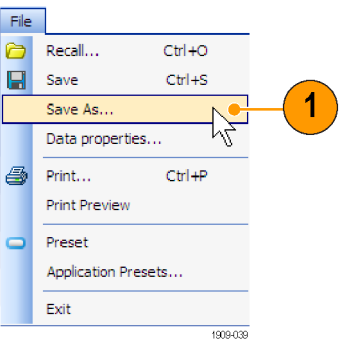 File
Recall... Ctrl+O
Save Ctrl+S
Save As...
1
Data properties...
Print... Ctrl+P
Print Preview
Preset
Application Presets...
Exit
1909-039